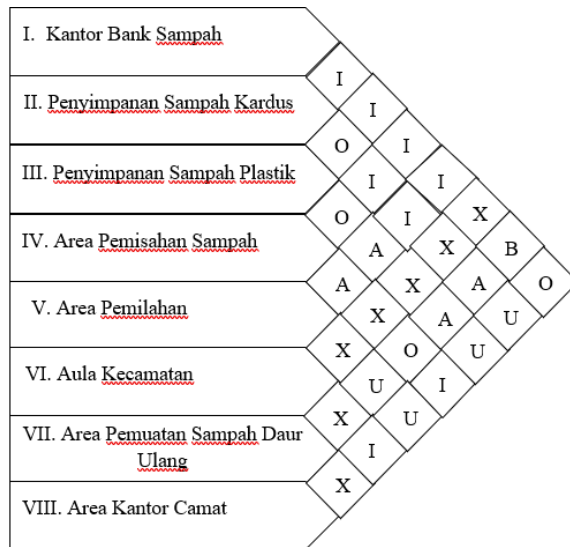 I. Kantor Bank Sampah
I
II. Penyimpanan Sampah Kardus
I
O I
III. Penyimpanan Sampah Plastik
I I
O I X
IV. Area Pemisahan Sampah
A X B
A X A O
V. Area Pemilahan
X A U
X O U
VI. Aula Kecamatan
U I
X U
VII. Area Pemuatan Sampah Daur
Ulang
I
X
VIII. Area Kantor Camat